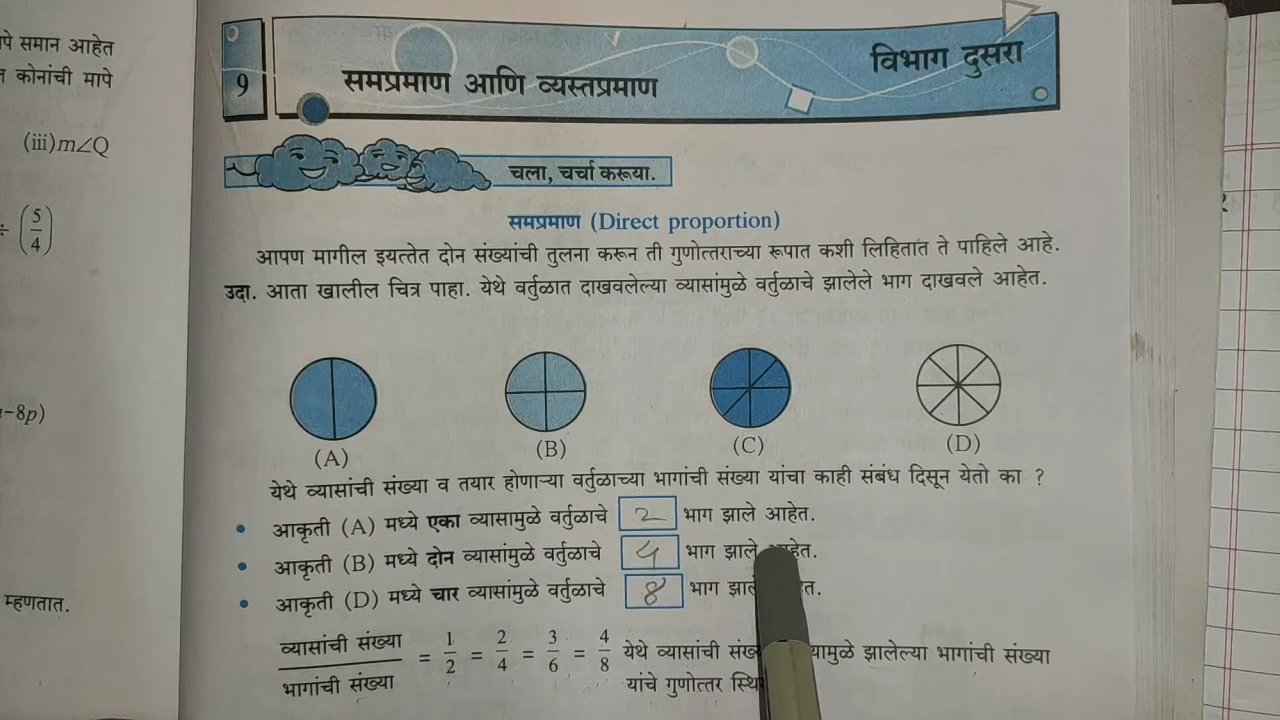 पे समान आहेत
कोनांची मापे
(iii) m∠Q
÷ (5/4)
-8p)
म्हणतात.
9
समप्रमाण आणि व्यस्तप्रमाण
विभाग दुसरा
चला, चर्चा करूया.
समप्रमाण (Direct proportion)
आपण मागील इयत्तेत दोन संख्यांची तुलना करून ती गुणोत्तराच्या रूपात कशी लिहितात ते पाहिले आहे.
उदा. आता खालील चित्र पाहा. येथे वर्तुळात दाखवलेल्या व्यासांमुळे वर्तुळाचे झालेले भाग दाखवले आहेत.
(A) (B) (C) (D)
येथे व्यासांची संख्या व तयार होणाऱ्या वर्तुळाच्या भागांची संख्या यांचा काही संबंध दिसून येतो का ?
• आकृती (A) मध्ये एका व्यासामुळे वर्तुळाचे 2 भाग झाले आहेत.
• आकृती (B) मध्ये दोन व्यासांमुळे वर्तुळाचे 4 भाग झाले आहेत.
• आकृती (D) मध्ये चार व्यासांमुळे वर्तुळाचे 8 भाग
व्यासांची संख्या / भागांची संख्या = 1/2 = 2/4 = 3/6 = 4/8 येथे व्यासांची झालेल्या भागांची संख्या
यांचे गुणोत्तर